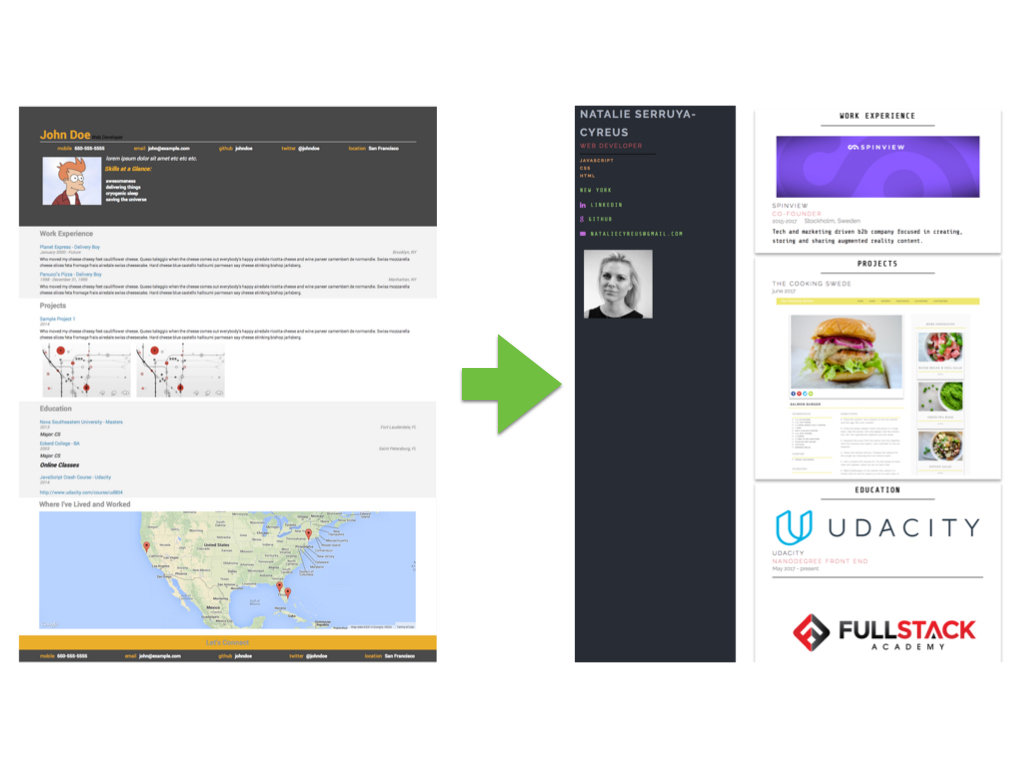 John Doe Web Developer
mobile 650-555-5555 email john@example.com github johndoe twitter @johndoe location San Francisco
lorem ipsum dolor sit amet etc etc etc.
Skills at a Glance:
awesomeness
delivering things
cryogenic sleep
saving the universe
Work Experience
Planet Express - Delivery Boy
January 3000 - Future
Brooklyn, NY
Who moved my cheese cheesy feet cauliflower cheese. Queso taleggio when the cheese comes out everybody's happy airedale ricotta cheese and wine paneer camembert de normandie. Swiss mozzarella
cheese slices feta fromage frais airedale swiss cheesecake. Hard cheese blue castello halloumi parmesan say cheese stinking bishop jarlsberg.
Panucci's Pizza - Delivery Boy
1998 - December 31, 1999
Manhattan, NY
Who moved my cheese cheesy feet cauliflower cheese. Queso taleggio when the cheese comes out everybody's happy airedale ricotta cheese and wine paneer camembert de normandie. Swiss mozzarella
cheese slices feta fromage frais airedale swiss cheesecake. Hard cheese blue castello halloumi parmesan say cheese stinking bishop jarlsberg.
Projects
Sample Project 1
2014
Who moved my cheese cheesy feet cauliflower cheese. Queso taleggio when the cheese comes out everybody's happy airedale ricotta cheese and wine paneer camembert de normandie. Swiss mozzarella
cheese slices feta fromage frais airedale swiss cheesecake. Hard cheese blue castello halloumi parmesan say cheese stinking bishop jarlsberg.
Education
Nova Southeastern University - Masters
2013
Fort Lauderdale, FL
Major: CS
Eckerd College - BA
2003
Saint Petersburg, FL
Major: CS
Online Classes
JavaScript Crash Course - Udacity
2014
http://www.udacity.com/course/ud804
Where I've Lived and Worked
United States
Mexico
Let's Connect
mobile 650-555-5555 email john@example.com github johndoe twitter @johndoe location San Francisco
NATALIE SERRUYA-
CYREUS
WEB DEVELOPER
JAVASCRIPT
CSS
HTML
NEW YORK
LINKEDIN
GITHUB
NATALIECYREUS@GMAIL.COM
WORK EXPERIENCE
SPINVIEW
SPINVIEW
CO-FOUNDER
2015-2017 Stockholm, Sweden
Tech and marketing driven b2b company focused in creating,
storing and sharing augmented reality content.
PROJECTS
THE COOKING SWEDE
june 2017
SALMON BURGER
EDUCATION
UDACITY
UDACITY
NANODEGREE FRONT END
May 2017 - present
FULLSTACK
ACADEMY